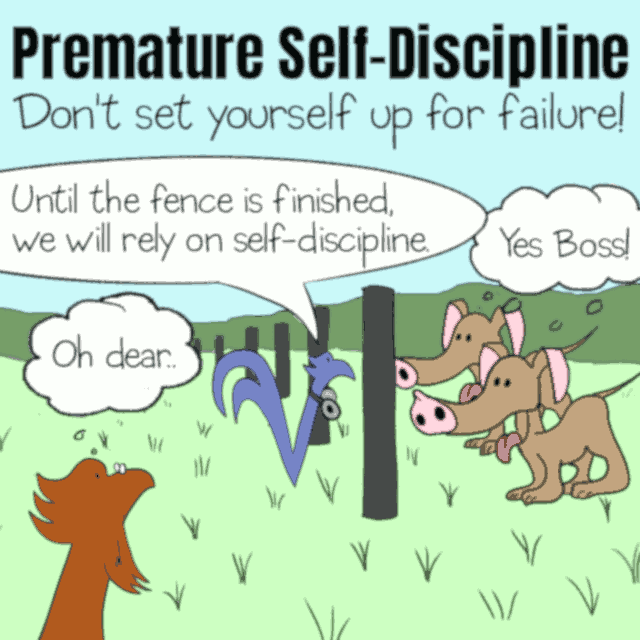 Premature Self-Discipline
Don't set yourself up for failure!
Until the fence is finished,
we will rely on self-discipline.
Yes Boss!
Oh dear..